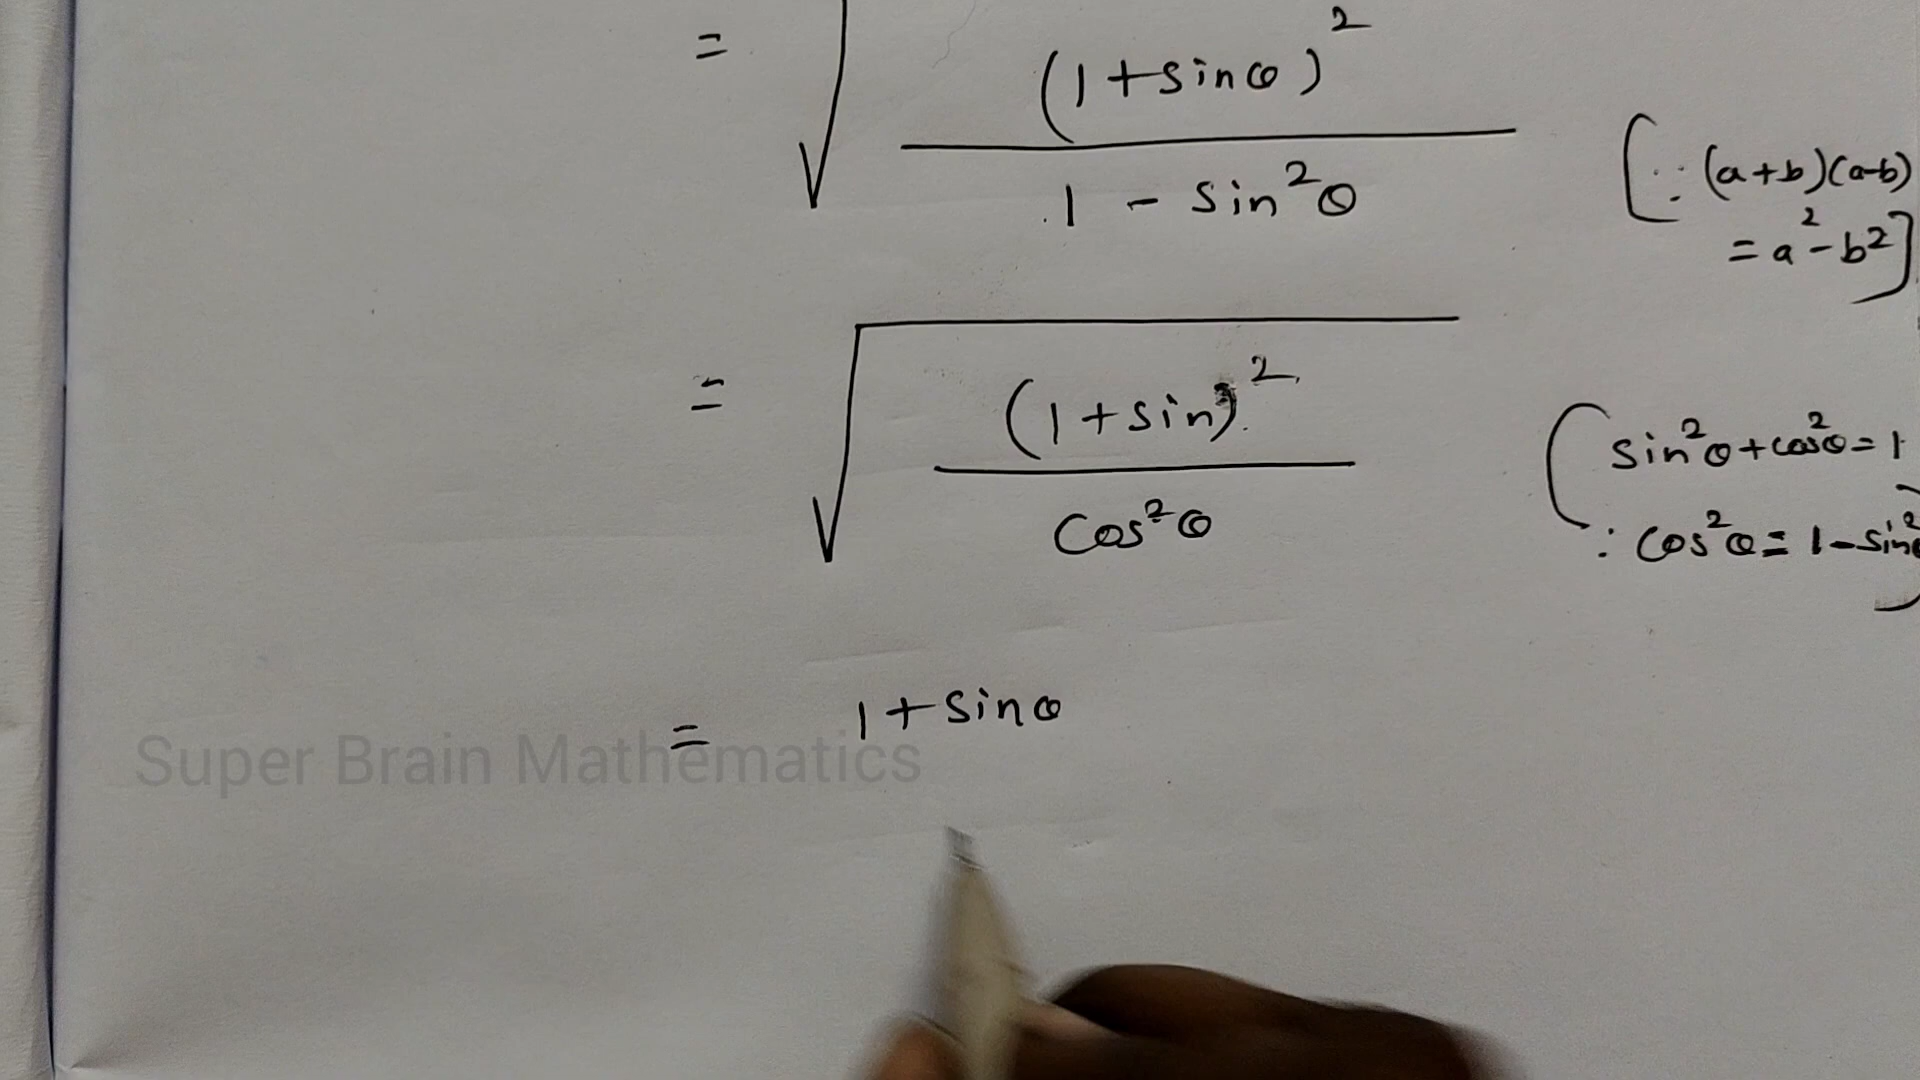 = √ (1 + sinθ)²
1 - sin²θ
[∵ (a+b)(a-b)
= a² - b²]
= √ (1 + sin)²
cos²θ
(sin²θ + cos²θ = 1
∴ cos²θ = 1 - sin²
= 1 + sinθ
Super Brain Mathematics